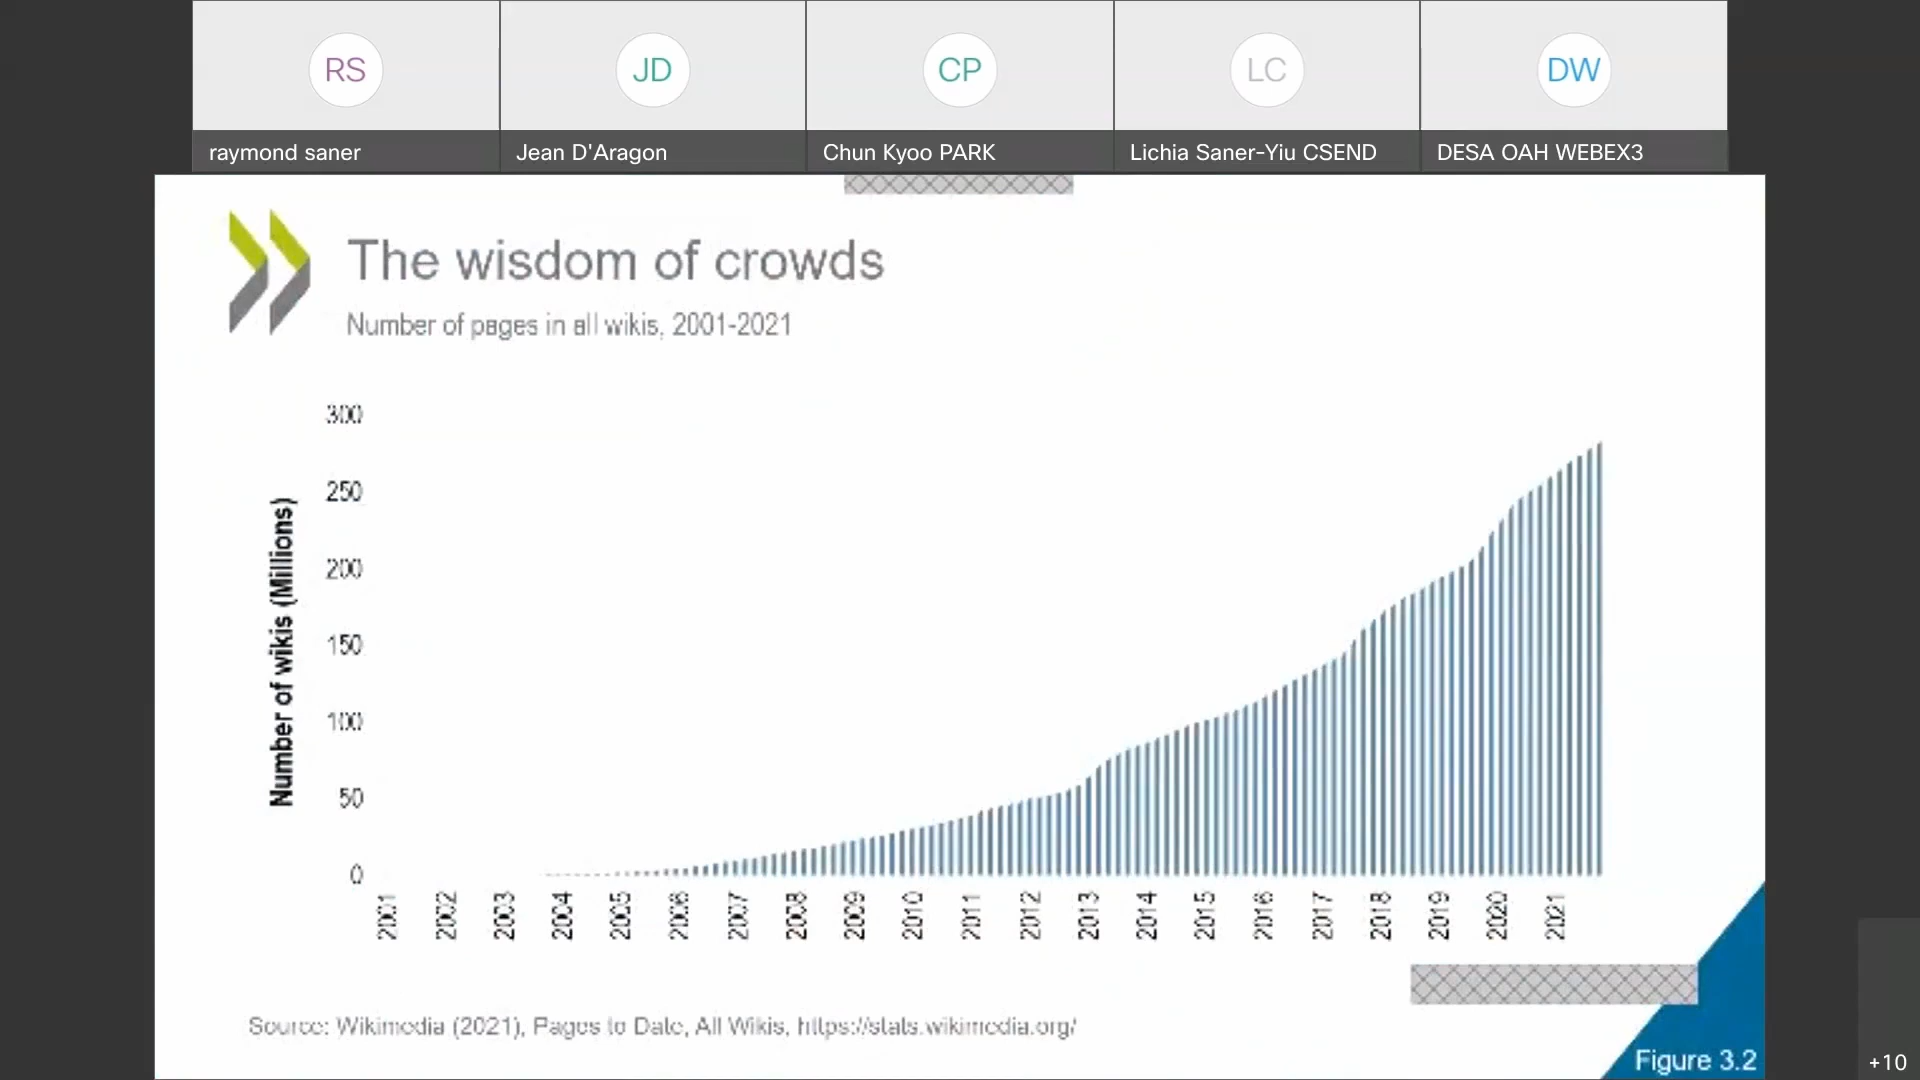 RS
JD
CP
LC
DW
raymond saner
Jean D'Aragon
Chun Kyoo PARK
Lichia Saner-Yiu CSEND
DESA OAH WEBEX3
The wisdom of crowds
Number of pages in all wikis, 2001-2021
Number of wikis (Millions)
300
250
200
150
100
50
0
2001
2002
2003
2004
2005
2006
2007
2008
2009
2010
2011
2012
2013
2014
2015
2016
2017
2018
2019
2020
2021
Source: Wikimedia (2021), Pages to Date, All Wikis, https://stats.wikimedia.org/
Figure 3.2
+10